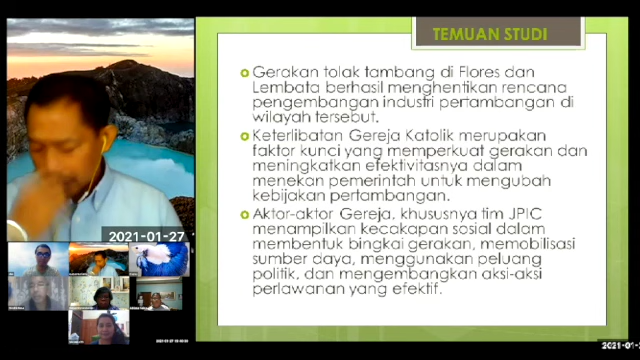 TEMUAN STUDI
Gerakan tolak tambang di Flores dan
Lembata berhasil menghentikan rencana
pengembangan industri pertambangan di
wilayah tersebut.
Keterlibatan Gereja Katolik merupakan
faktor kunci yang memperkuat gerakan dan
meningkatkan efektivitasnya dalam
menekan pemerintah untuk mengubah
kebijakan pertambangan.
Aktor-aktor Gereja, khususnya tim JPIC
menampilkan kecakapan sosial dalam
membentuk bingkai gerakan, memobilisasi
sumber daya, menggunakan peluang
politik, dan mengembangkan aksi-aksi
perlawanan yang efektif.
2021-01-27
2021-01-2